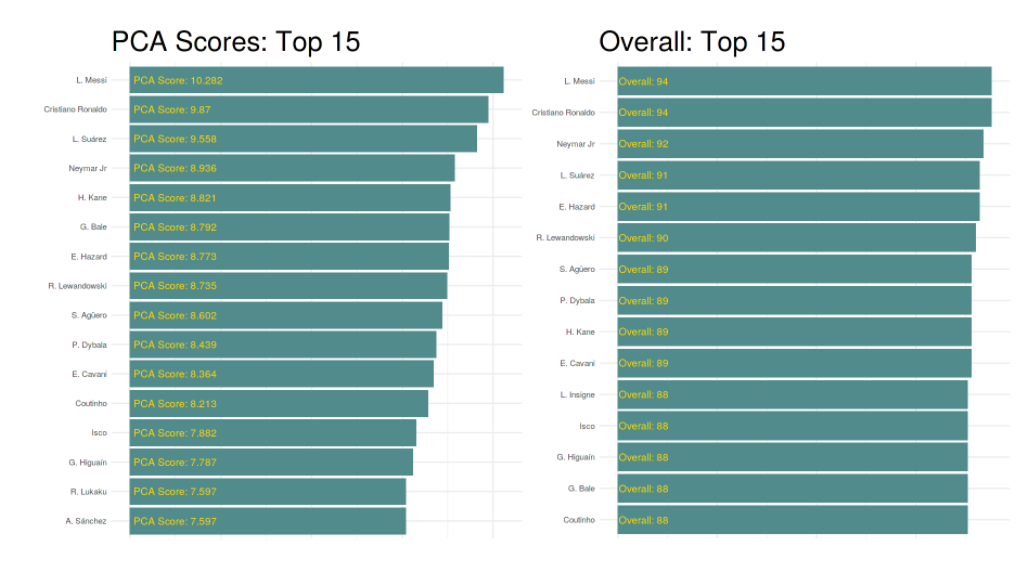 PCA Scores: Top 15
L. Messi PCA Score: 10.282
Cristiano Ronaldo PCA Score: 9.87
L. Suárez PCA Score: 9.558
Neymar Jr PCA Score: 8.936
H. Kane PCA Score: 8.821
G. Bale PCA Score: 8.792
E. Hazard PCA Score: 8.773
R. Lewandowski PCA Score: 8.735
S. Agüero PCA Score: 8.602
P. Dybala PCA Score: 8.439
E. Cavani PCA Score: 8.364
Coutinho PCA Score: 8.213
Isco PCA Score: 7.882
G. Higuaín PCA Score: 7.787
R. Lukaku PCA Score: 7.597
A. Sánchez PCA Score: 7.597
Overall: Top 15
L. Messi Overall: 94
Cristiano Ronaldo Overall: 94
Neymar Jr Overall: 92
L. Suárez Overall: 91
E. Hazard Overall: 91
R. Lewandowski Overall: 90
S. Agüero Overall: 89
P. Dybala Overall: 89
H. Kane Overall: 89
E. Cavani Overall: 89
L. Insigne Overall: 88
Isco Overall: 88
G. Higuaín Overall: 88
G. Bale Overall: 88
Coutinho Overall: 88